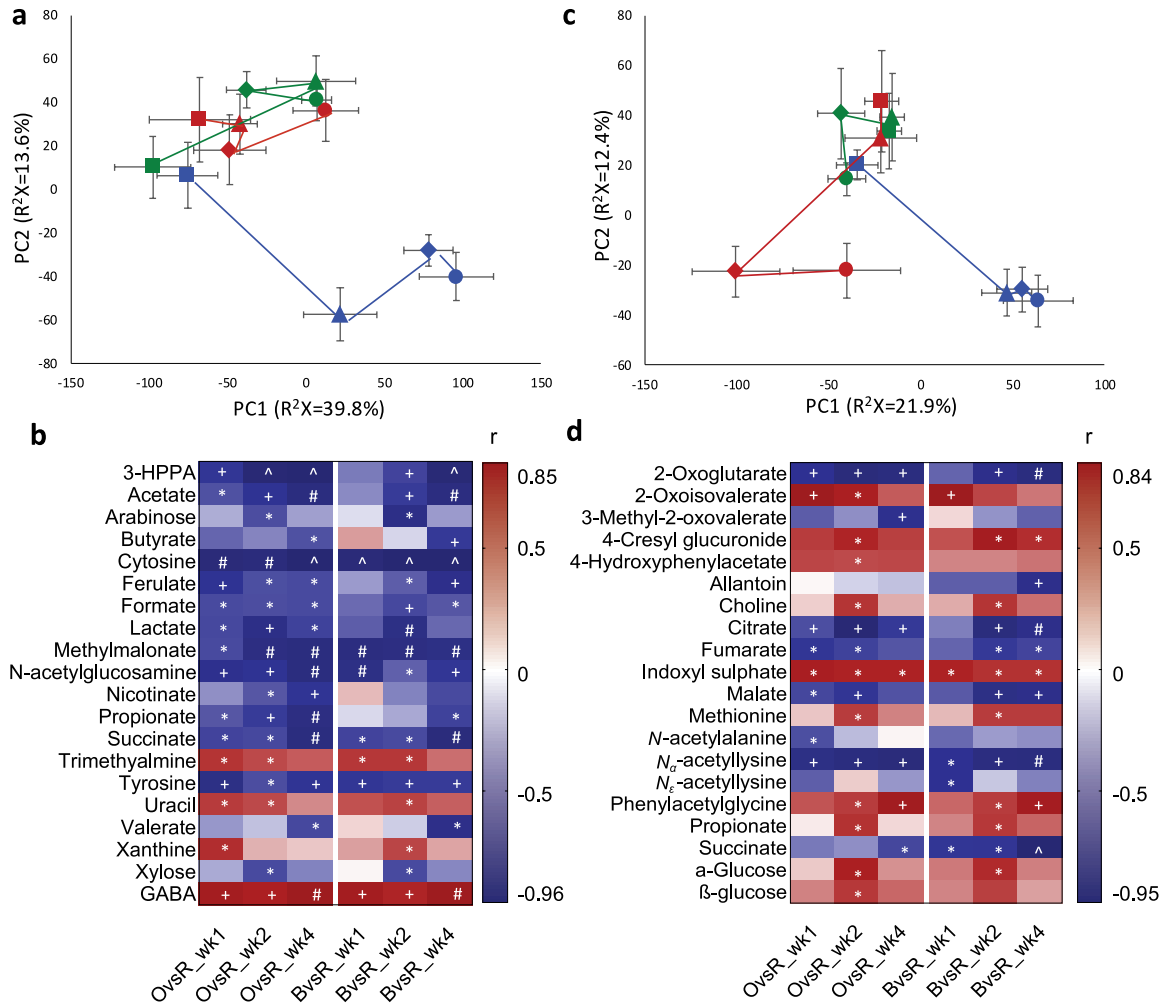 a
80
60
40
20
0
-20
-40
-60
-80
PC2 (R²X=13.6%)
-150
-100
-50
0
50
100
150
PC1 (R²X=39.8%)
c
80
60
40
20
0
-20
-40
-60
PC2 (R²X=12.4%)
-150
-100
-50
0
50
100
PC1 (R²X=21.9%)
b
r
3-HPPA + ^ ^ + ^
Acetate * + # + #
Arabinose * *
Butyrate * +
Cytosine # # ^ ^ ^ ^
Ferulate + * * * +
Formate * * * + *
Lactate * + * #
Methylmalonate * # # # # #
N-acetylglucosamine + + # # * +
Nicotinate * +
Propionate * + # *
Succinate * * # * * #
Trimethyalmine * * * *
Tyrosine + * + + + +
Uracil * * *
Valerate * *
Xanthine * *
Xylose * *
GABA + + # + + #
0.85
0.5
0
-0.5
-0.96
OvsR_wk1
OvsR_wk2
OvsR_wk4
BvsR_wk1
BvsR_wk2
BvsR_wk4
d
r
2-Oxoglutarate + + + + #
2-Oxoisovalerate + * +
3-Methyl-2-oxovalerate +
4-Cresyl glucuronide * * *
4-Hydroxyphenylacetate *
Allantoin +
Choline * *
Citrate + + + + #
Fumarate * * * *
Indoxyl sulphate * * * * * *
Malate * + + +
Methionine * *
N-acetylalanine *
Nα-acetyllysine + + + * + #
Nε-acetyllysine *
Phenylacetylglycine * + * +
Propionate * *
Succinate * * * ^
a-Glucose * *
ß-glucose *
0.84
0.5
0
-0.5
-0.95
OvsR_wk1
OvsR_wk2
OvsR_wk4
BvsR_wk1
BvsR_wk2
BvsR_wk4